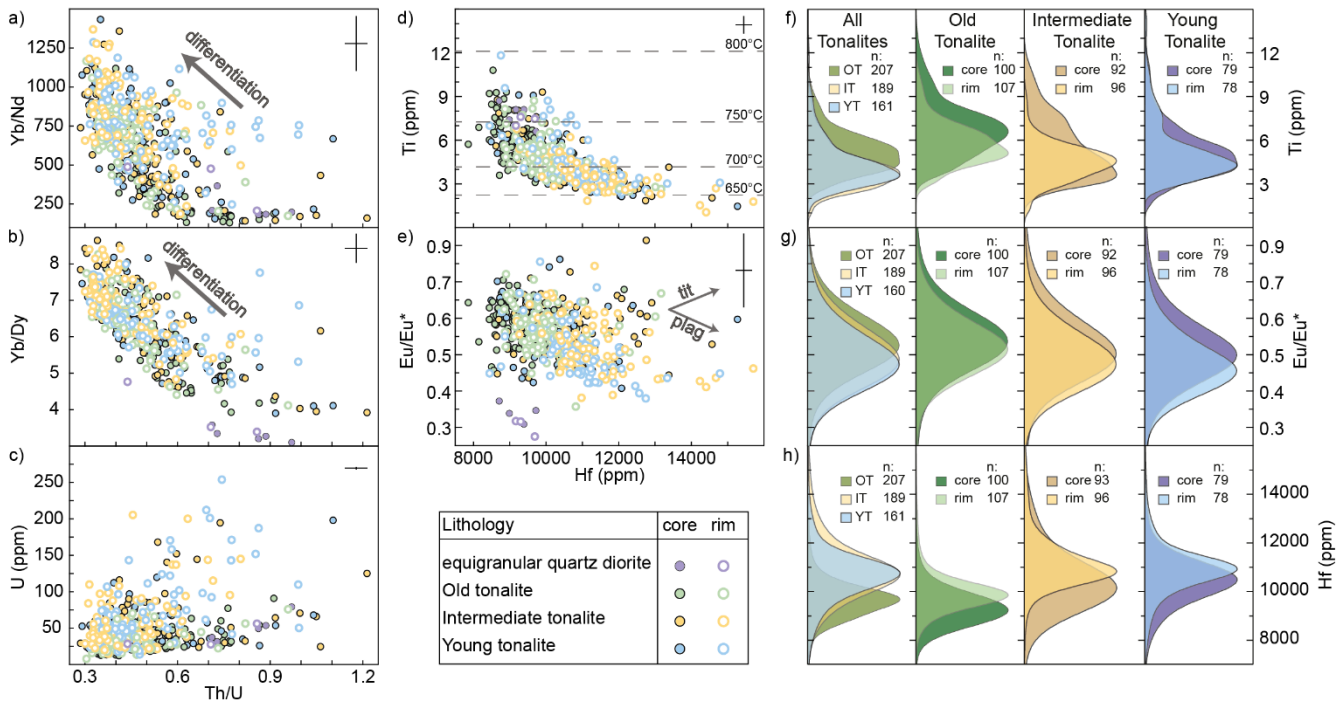 a)
Yb/Nd
1250
1000
750
500
250
differentiation
b)
Yb/Dy
8
7
6
5
4
differentiation
c)
U (ppm)
250
200
150
100
50
0.3
0.6
0.9
1.2
Th/U
d)
Ti (ppm)
12
9
6
3
800°C
750°C
700°C
650°C
e)
Eu/Eu*
0.9
0.7
0.6
0.5
0.4
0.3
tit
plag
8000
10000
12000
14000
Hf (ppm)
Lithology
core
rim
equigranular quartz diorite
Old tonalite
Intermediate tonalite
Young tonalite
f)
All
Tonalites
n:
OT 207
IT 189
YT 161
Old
Tonalite
n:
core 100
rim 107
Intermediate
Tonalite
n:
core 92
rim 96
Young
Tonalite
n:
core 79
rim 78
12
9
6
3
Ti (ppm)
g)
n:
OT 207
IT 189
YT 160
n:
core 100
rim 107
n:
core 92
rim 96
n:
core 79
rim 78
0.9
0.7
0.6
0.5
0.4
0.3
Eu/Eu*
h)
n:
OT 207
IT 189
YT 161
n:
core 100
rim 107
n:
core 93
rim 96
n:
core 79
rim 78
14000
12000
10000
8000
Hf (ppm)